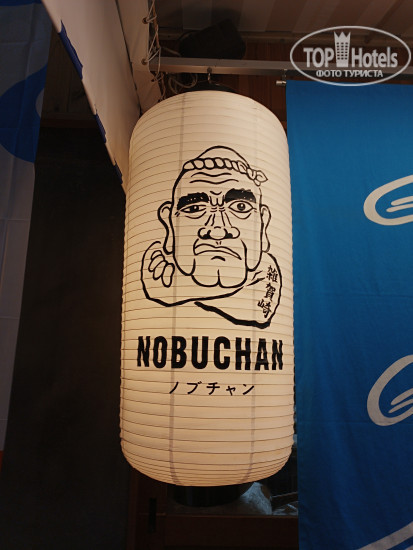 TOP Hotels
ФОТО ТУРИСТА
雑賀崎
NOBUCHAN
ノブチャン